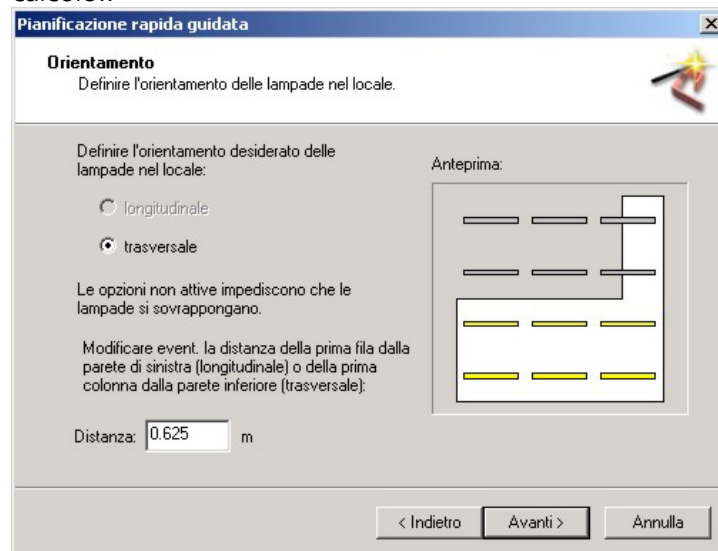 Pianificazione rapida guidata
Orientamento
Definire l'orientamento delle lampade nel locale.
Definire l'orientamento desiderato delle
lampade nel locale:
longitudinale
trasversale
Le opzioni non attive impediscono che le
lampade si sovrappongano.
Modificare event. la distanza della prima fila dalla
parete di sinistra (longitudinale) o della prima
colonna dalla parete inferiore (trasversale):
Distanza: 0.625 m
Anteprima:
< Indietro Avanti > Annulla